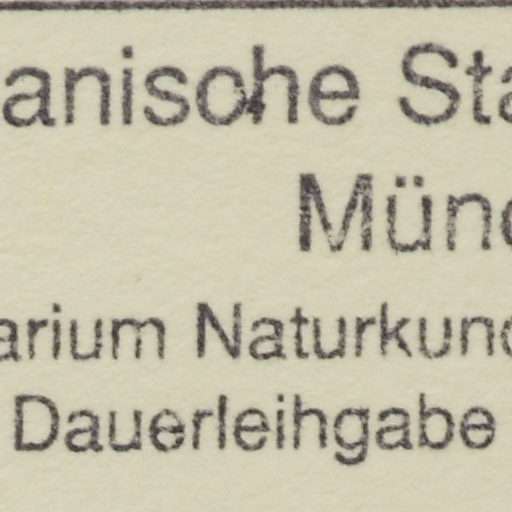 anische Sta
Münc
arium Naturkund
Dauerleihgabe